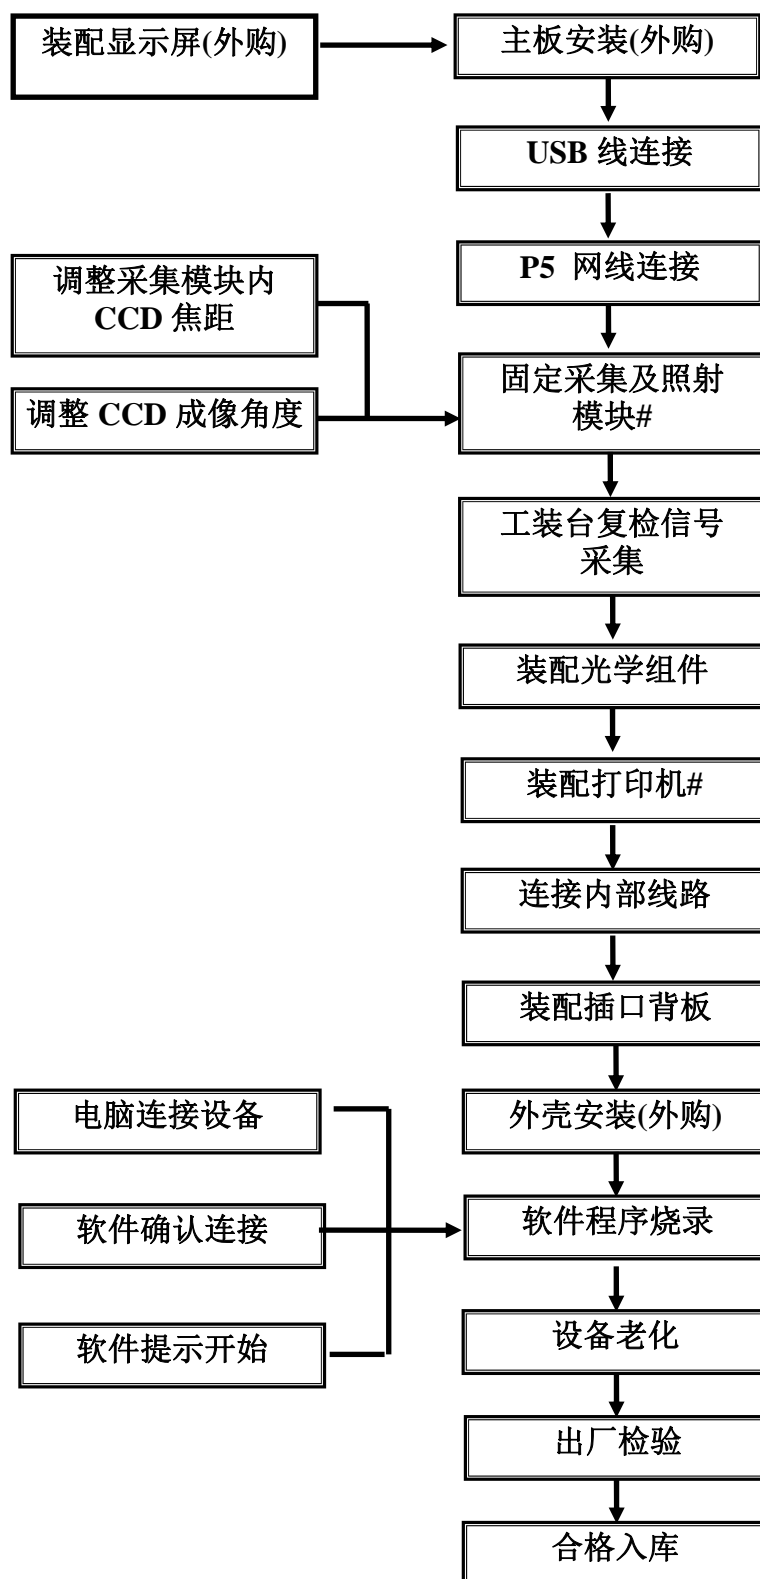 装配显示屏(外购)
主板安装(外购)
USB 线连接
P5 网线连接
调整采集模块内
CCD 焦距
调整 CCD 成像角度
固定采集及照射
模块#
工装台复检信号
采集
装配光学组件
装配打印机#
连接内部线路
装配插口背板
外壳安装(外购)
电脑连接设备
软件确认连接
软件提示开始
软件程序烧录
设备老化
出厂检验
合格入库